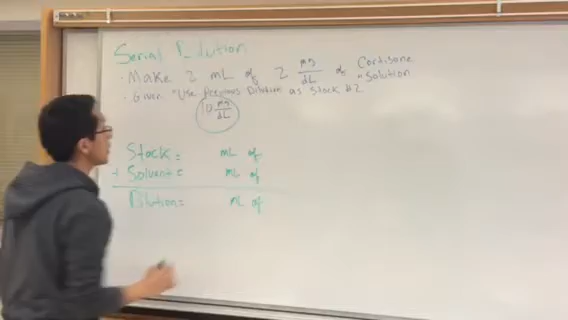 Serial Dilution
· Make 2 mL of 2 mg/dL of Cortisone Solution
· Given "Use Previous Dilution as Stock #2
mg/dL
Stock = mL of
+ Solvent = mL of
Dilution = mL of